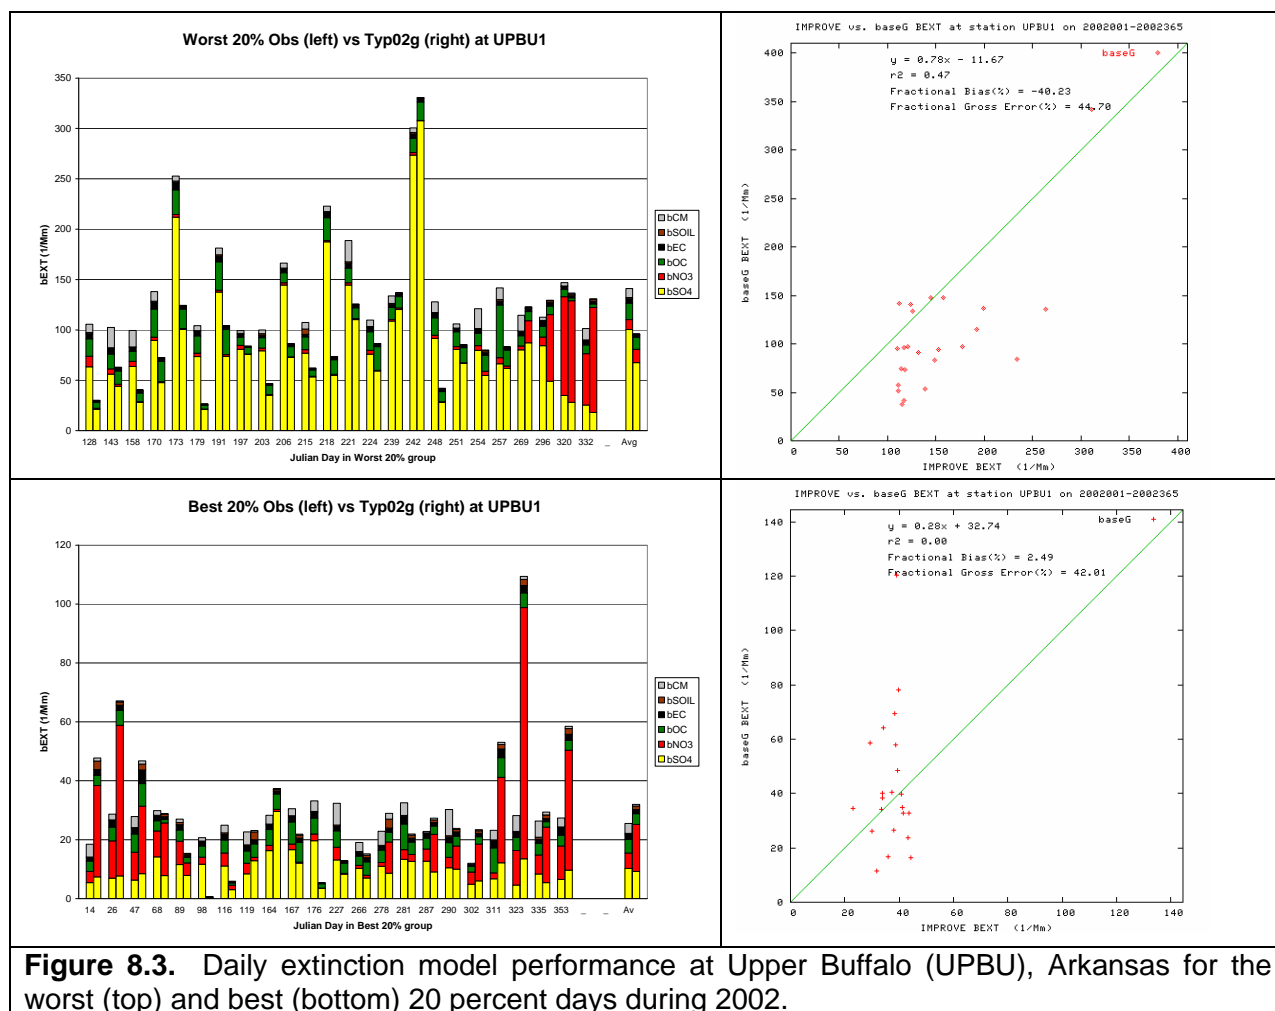 Worst 20% Obs (left) vs Typ02g (right) at UPBU1
350
300
250
200
150
100
50
0
bEXT (1/Mm)
128 143 158 170 173 179 191 197 203 206 215 218 221 224 239 242 248 251 254 257 269 296 320 332 _ Avg
Julian Day in Worst 20% group
bCM
bSOIL
bEC
bOC
bNO3
bSO4
IMPROVE vs. baseG BEXT at station UPBU1 on 2002001-2002365
baseG
y = 0.78x - 11.67
r2 = 0.47
Fractional Bias(%) = -40.23
Fractional Gross Error(%) = 44.70
400
350
300
250
200
150
100
50
0
baseG BEXT (1/Mm)
0 50 100 150 200 250 300 350 400
IMPROVE BEXT (1/Mm)
Best 20% Obs (left) vs Typ02g (right) at UPBU1
120
100
80
60
40
20
0
bEXT (1/Mm)
14 26 47 68 89 98 116 119 164 167 176 227 266 278 281 287 290 302 311 323 335 353 _ _ Av
Julian Day in Best 20% group
bCM
bSOIL
bEC
bOC
bNO3
bSO4
IMPROVE vs. baseG BEXT at station UPBU1 on 2002001-2002365
baseG
y = 0.28x + 32.74
r2 = 0.00
Fractional Bias(%) = 2.49
Fractional Gross Error(%) = 42.01
140
120
100
80
60
40
20
0
baseG BEXT (1/Mm)
0 20 40 60 80 100 120 140
IMPROVE BEXT (1/Mm)
Figure 8.3. Daily extinction model performance at Upper Buffalo (UPBU), Arkansas for the
worst (top) and best (bottom) 20 percent days during 2002.